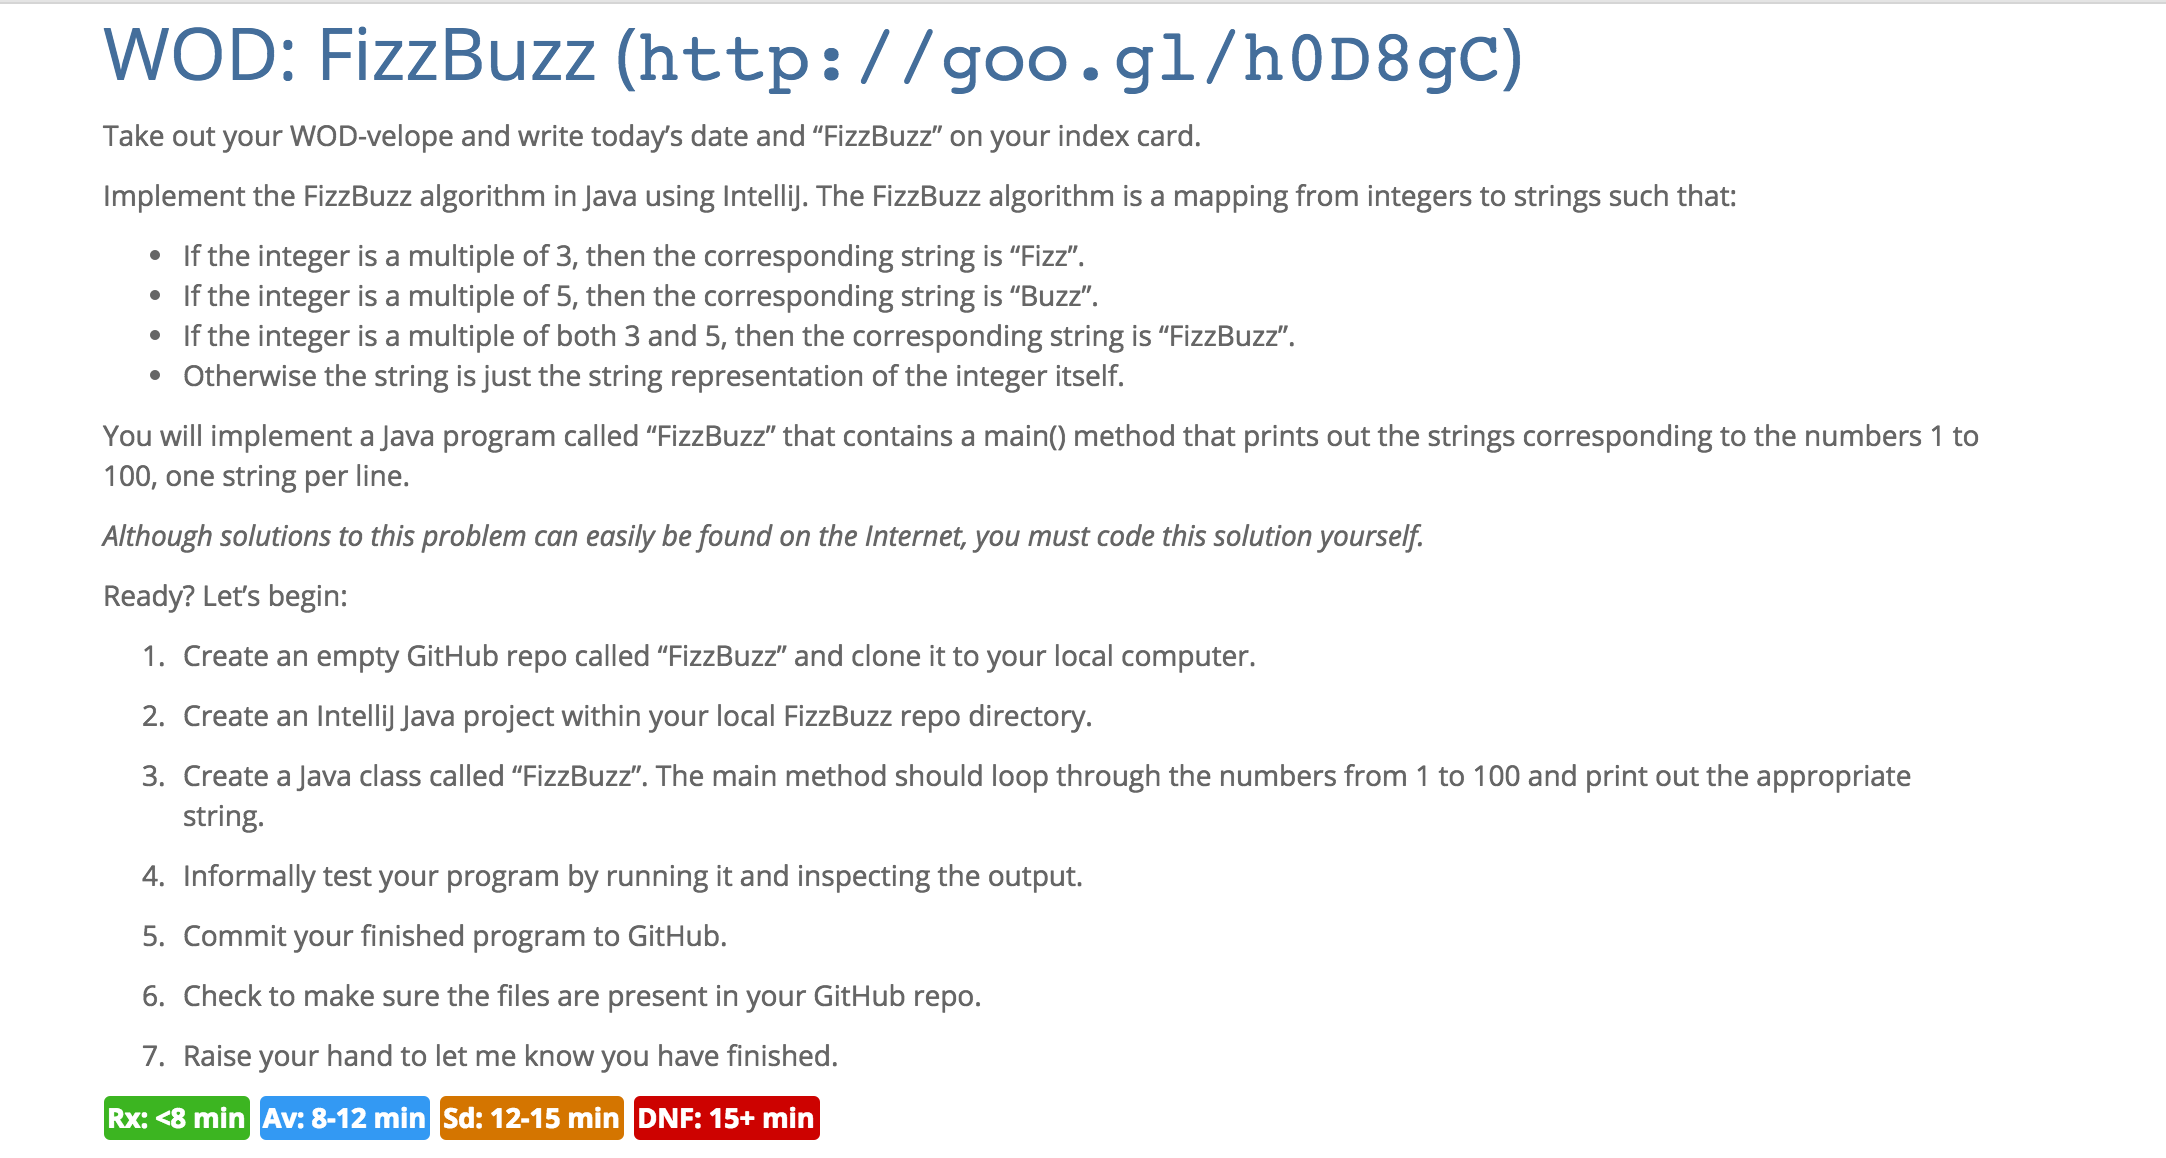 WOD: FizzBuzz (http://goo.gl/h0D8gC)
Take out your WOD-velope and write today’s date and “FizzBuzz” on your index card.
Implement the FizzBuzz algorithm in Java using IntelliJ. The FizzBuzz algorithm is a mapping from integers to strings such that:
• If the integer is a multiple of 3, then the corresponding string is “Fizz”.
• If the integer is a multiple of 5, then the corresponding string is “Buzz”.
• If the integer is a multiple of both 3 and 5, then the corresponding string is “FizzBuzz”.
• Otherwise the string is just the string representation of the integer itself.
You will implement a Java program called “FizzBuzz” that contains a main() method that prints out the strings corresponding to the numbers 1 to
100, one string per line.
Although solutions to this problem can easily be found on the Internet, you must code this solution yourself.
Ready? Let’s begin:
1. Create an empty GitHub repo called “FizzBuzz” and clone it to your local computer.
2. Create an IntelliJ Java project within your local FizzBuzz repo directory.
3. Create a Java class called “FizzBuzz”. The main method should loop through the numbers from 1 to 100 and print out the appropriate
string.
4. Informally test your program by running it and inspecting the output.
5. Commit your finished program to GitHub.
6. Check to make sure the files are present in your GitHub repo.
7. Raise your hand to let me know you have finished.
Rx: <8 min Av: 8-12 min Sd: 12-15 min DNF: 15+ min